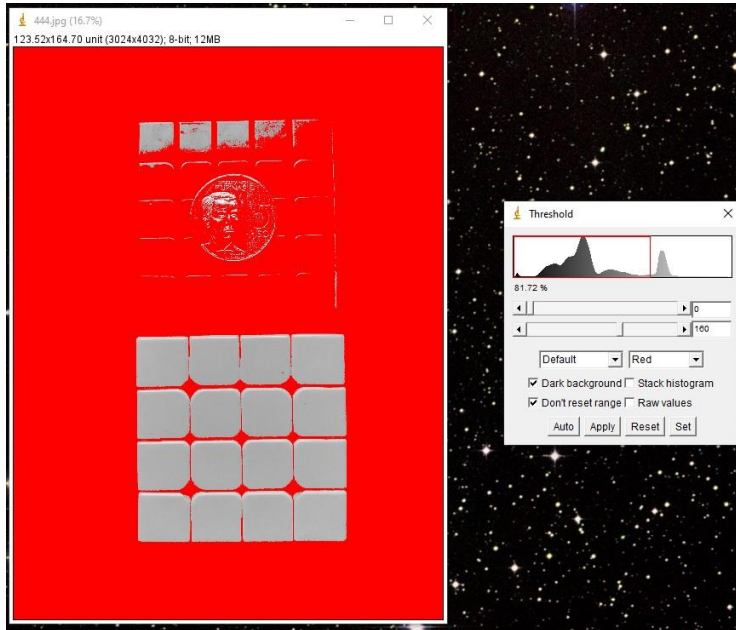 444.jpg (16.7%)
123.52x164.70 unit (3024x4032); 8-bit; 12MB
Threshold
81.72 %
0
160
Default
Red
Dark background
Stack histogram
Don't reset range
Raw values
Auto
Apply
Reset
Set